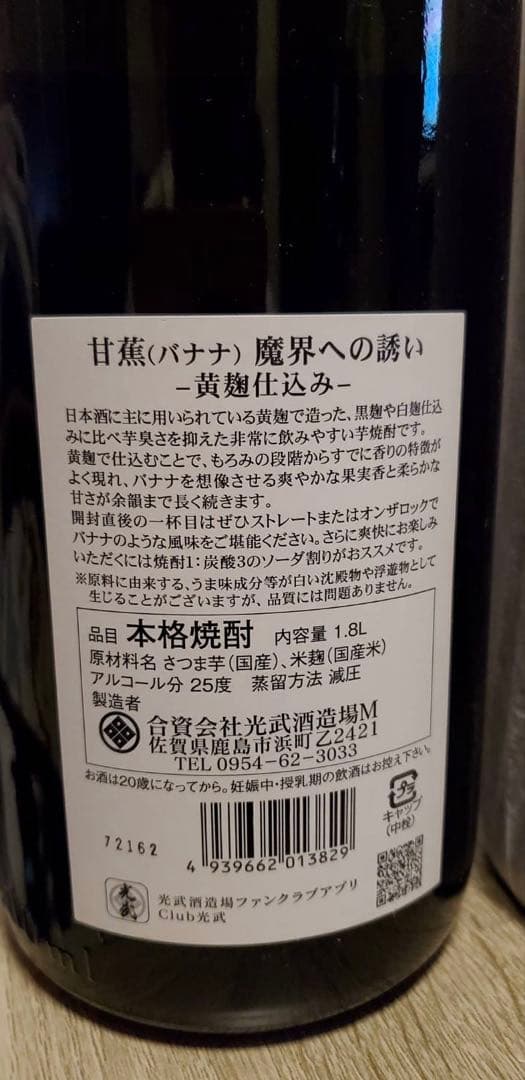 甘蕉(バナナ) 魔界への誘い
–黄麹仕込み–
日本酒に主に用いられている黄麹で造った、黒麹や白麹仕込
みに比べ芋臭さを抑えた非常に飲みやすい芋焼酎です。
黄麹で仕込むことで、もろみの段階からすでに香りの特徴が
よく現れ、バナナを想像させる爽やかな果実香と柔らかな
甘さが余韻まで長く続きます。
開封直後の一杯目はぜひストレートまたはオンザロックで
バナナのような風味をご堪能ください。さらに爽快にお楽しみ
いただくには焼酎1:炭酸3のソーダ割りがおススメです。
※原料に由来する、うま味成分等が白い沈殿物や浮遊物として
生じることがございますが、品質には問題ありません。
品目 本格焼酎 内容量 1.8L
原材料名 さつま芋(国産)、米麹(国産米)
アルコール分 25度 蒸留方法 減圧
製造者
合資会社光武酒造場M
佐賀県鹿島市浜町乙2421
TEL 0954-62-3033
お酒は20歳になってから。妊娠中・授乳期の飲酒はお控え下さい。
プラ
キャップ
(中栓)
72162
4 939662 013829
光武
光武酒造場ファンクラブアプリ
Club光武
ml